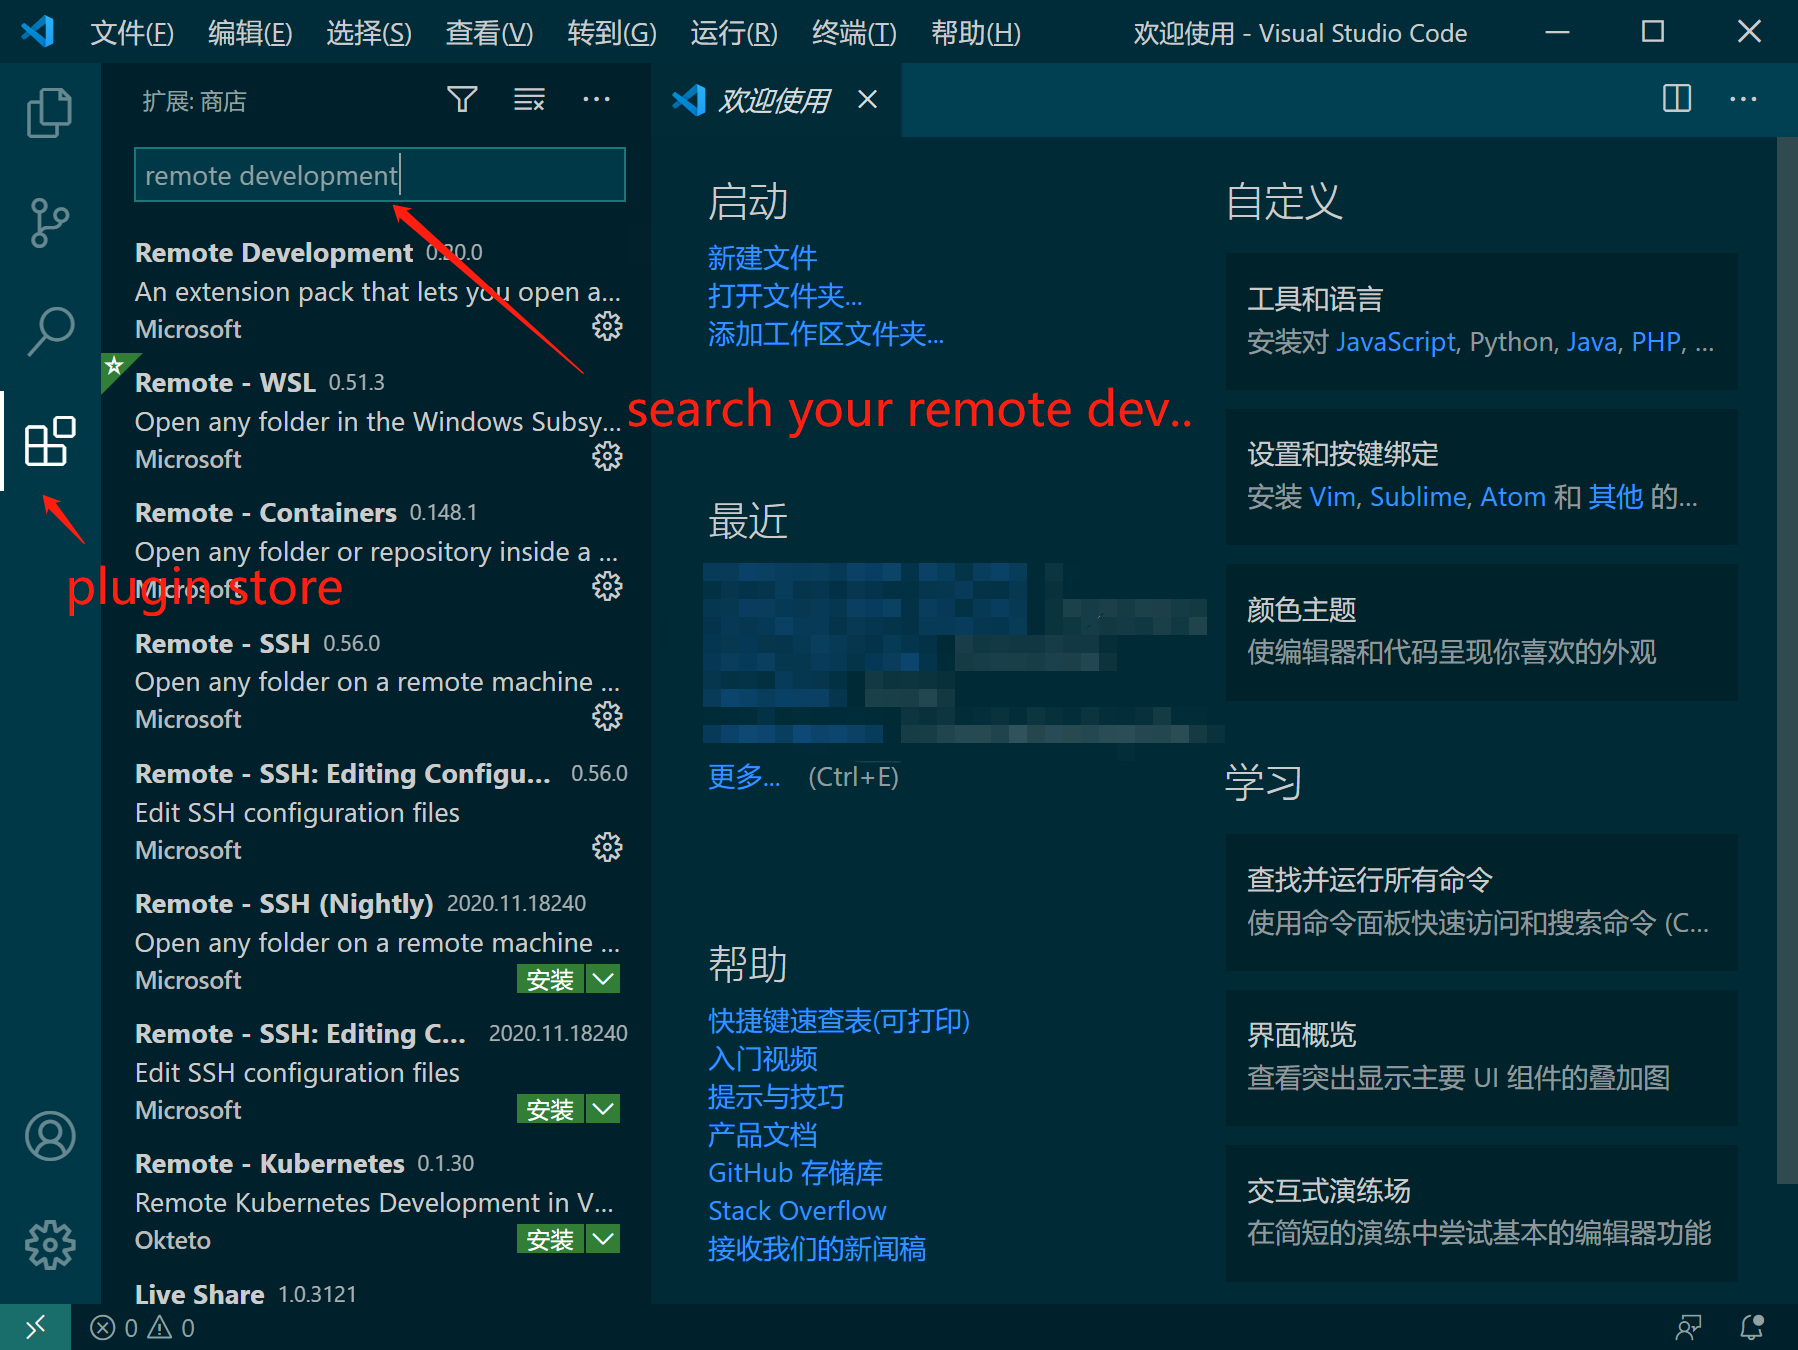 文件(F) 编辑(E) 选择(S) 查看(V) 转到(G) 运行(R) 终端(T) 帮助(H) 欢迎使用 - Visual Studio Code
扩展: 商店
remote development
Remote Development 0.20.0
An extension pack that lets you open a...
Microsoft
Remote - WSL 0.51.3
Open any folder in the Windows Subsy...
Microsoft
Remote - Containers 0.148.1
Open any folder or repository inside a ...
Microsoft
Remote - SSH 0.56.0
Open any folder on a remote machine ...
Microsoft
Remote - SSH: Editing Configu... 0.56.0
Edit SSH configuration files
Microsoft
Remote - SSH (Nightly) 2020.11.18240
Open any folder on a remote machine ...
Microsoft 安装
Remote - SSH: Editing C... 2020.11.18240
Edit SSH configuration files
Microsoft 安装
Remote - Kubernetes 0.1.30
Remote Kubernetes Development in V...
Okteto 安装
Live Share 1.0.3121
plugin store
search your remote dev..
欢迎使用
启动
新建文件
打开文件夹...
添加工作区文件夹...
最近
更多... (Ctrl+E)
帮助
快捷键速查表(可打印)
入门视频
提示与技巧
产品文档
GitHub 存储库
Stack Overflow
接收我们的新闻稿
自定义
工具和语言
安装对 JavaScript, Python, Java, PHP, ...
设置和按键绑定
安装 Vim, Sublime, Atom 和 其他 的...
颜色主题
使编辑器和代码呈现你喜欢的外观
学习
查找并运行所有命令
使用命令面板快速访问和搜索命令 (C...
界面概览
查看突出显示主要 UI 组件的叠加图
交互式演练场
在简短的演练中尝试基本的编辑器功能
0 0